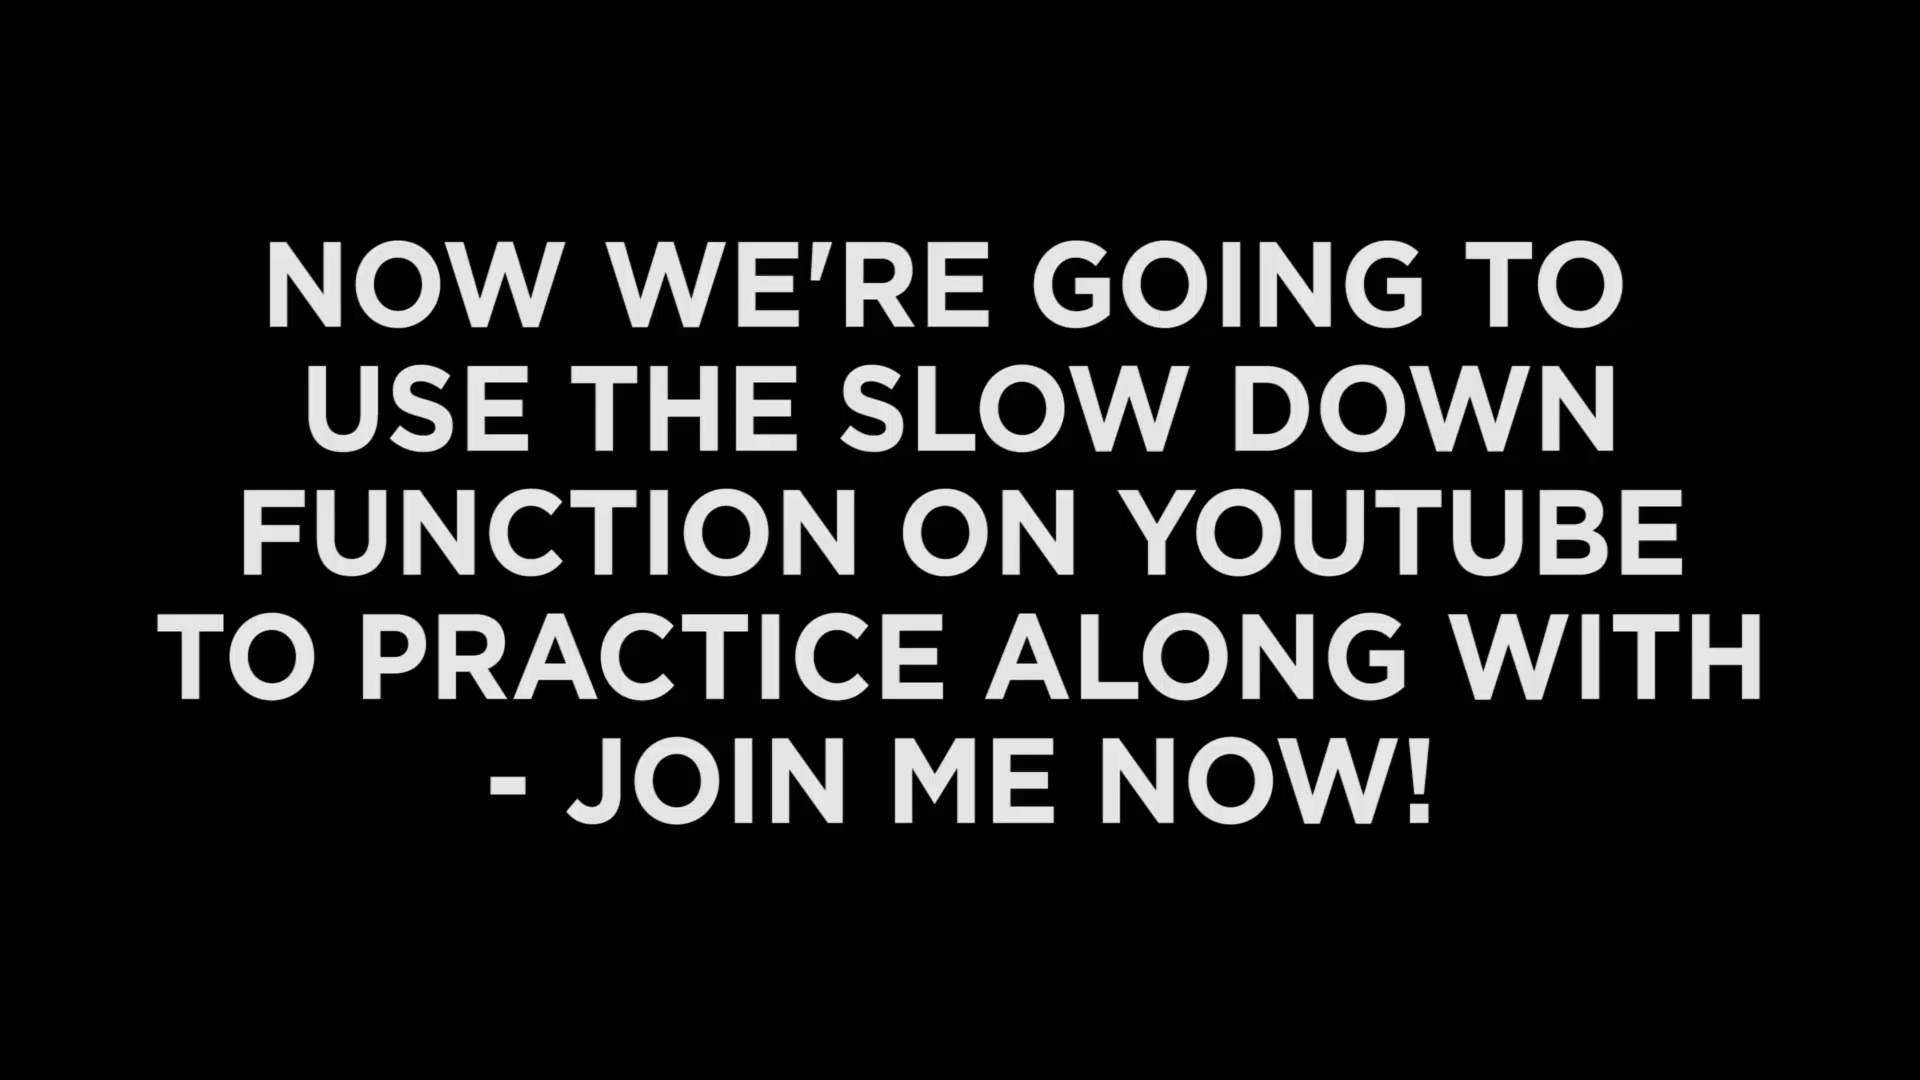 NOW WE'RE GOING TO
USE THE SLOW DOWN
FUNCTION ON YOUTUBE
TO PRACTICE ALONG WITH
- JOIN ME NOW!